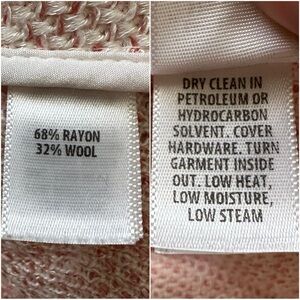 68% RAYON
32% WOOL
DRY CLEAN IN
PETROLEUM OR
HYDROCARBON
SOLVENT. COVER
HARDWARE. TURN
GARMENT INSIDE
OUT. LOW HEAT,
LOW MOISTURE,
LOW STEAM